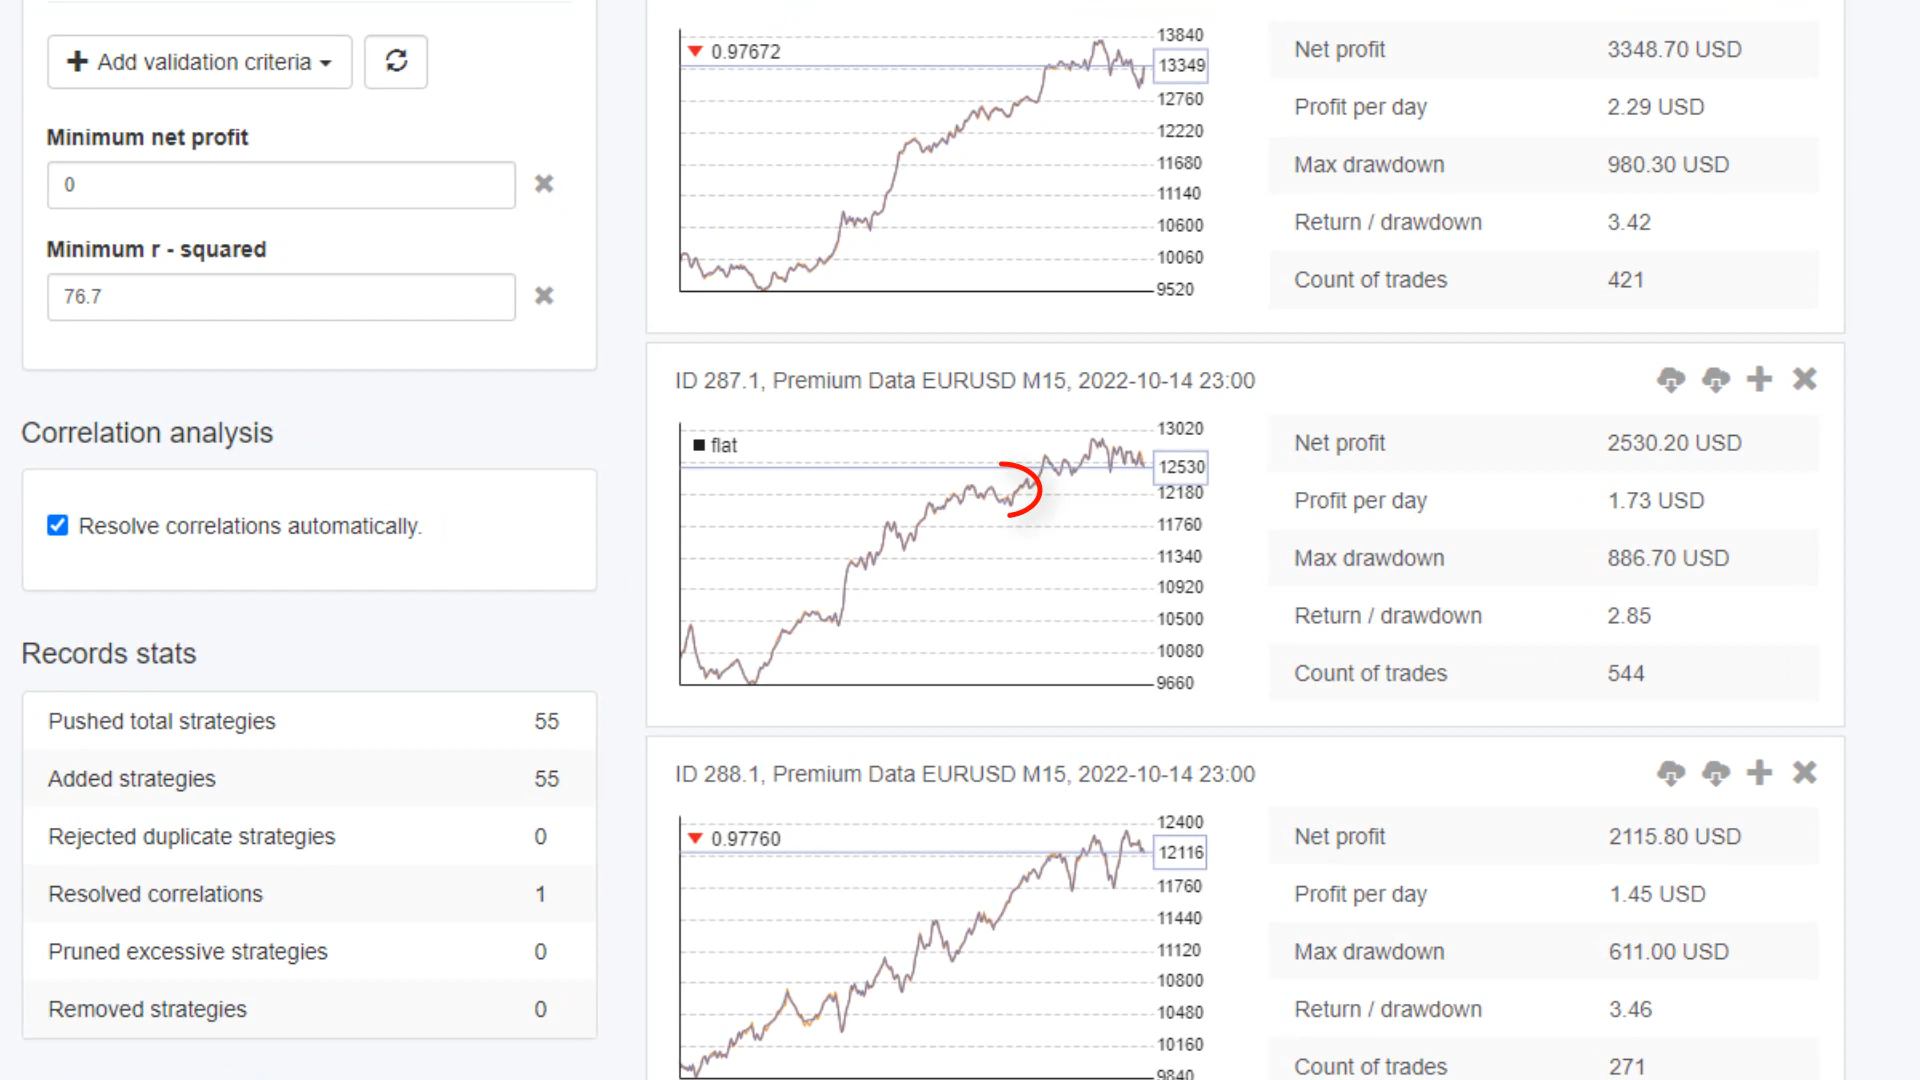 Add validation criteria
Minimum net profit
0
Minimum r - squared
76.7
Correlation analysis
Resolve correlations automatically.
Records stats
Pushed total strategies 55
Added strategies 55
Rejected duplicate strategies 0
Resolved correlations 1
Pruned excessive strategies 0
Removed strategies 0
0.97672
13840
13349
12760
12220
11680
11140
10600
10060
9520
Net profit 3348.70 USD
Profit per day 2.29 USD
Max drawdown 980.30 USD
Return / drawdown 3.42
Count of trades 421
ID 287.1, Premium Data EURUSD M15, 2022-10-14 23:00
flat
13020
12530
12180
11760
11340
10920
10500
10080
9660
Net profit 2530.20 USD
Profit per day 1.73 USD
Max drawdown 886.70 USD
Return / drawdown 2.85
Count of trades 544
ID 288.1, Premium Data EURUSD M15, 2022-10-14 23:00
0.97760
12400
12116
11760
11440
11120
10800
10480
10160
9840
Net profit 2115.80 USD
Profit per day 1.45 USD
Max drawdown 611.00 USD
Return / drawdown 3.46
Count of trades 271